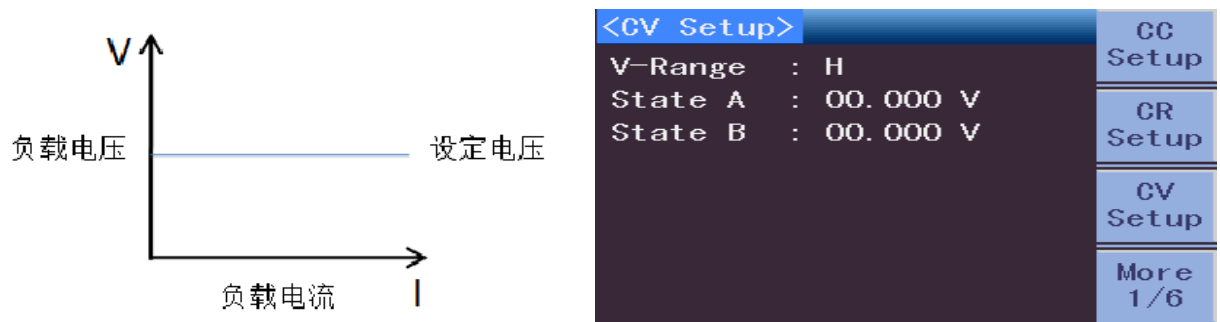 V
负载电压
设定电压
负载电流
I
<CV Setup>
V-Range : H
State A : 00.000 V
State B : 00.000 V
CC
Setup
CR
Setup
CV
Setup
More
1/6